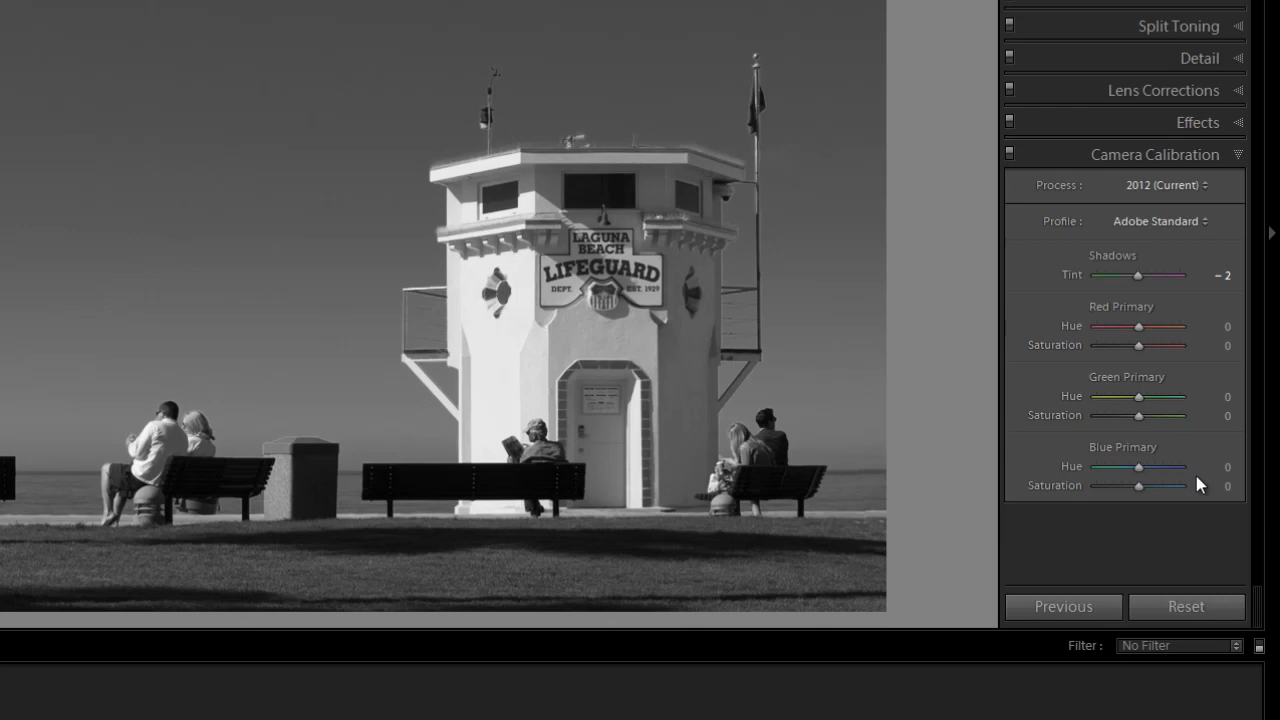 LAGUNA
BEACH
LIFEGUARD
DEPT. EST. 1929
Split Toning
Detail
Lens Corrections
Effects
Camera Calibration
Process : 2012 (Current)
Profile : Adobe Standard
Shadows
Tint – 2
Red Primary
Hue 0
Saturation 0
Green Primary
Hue 0
Saturation 0
Blue Primary
Hue 0
Saturation 0
Previous Reset
Filter : No Filter